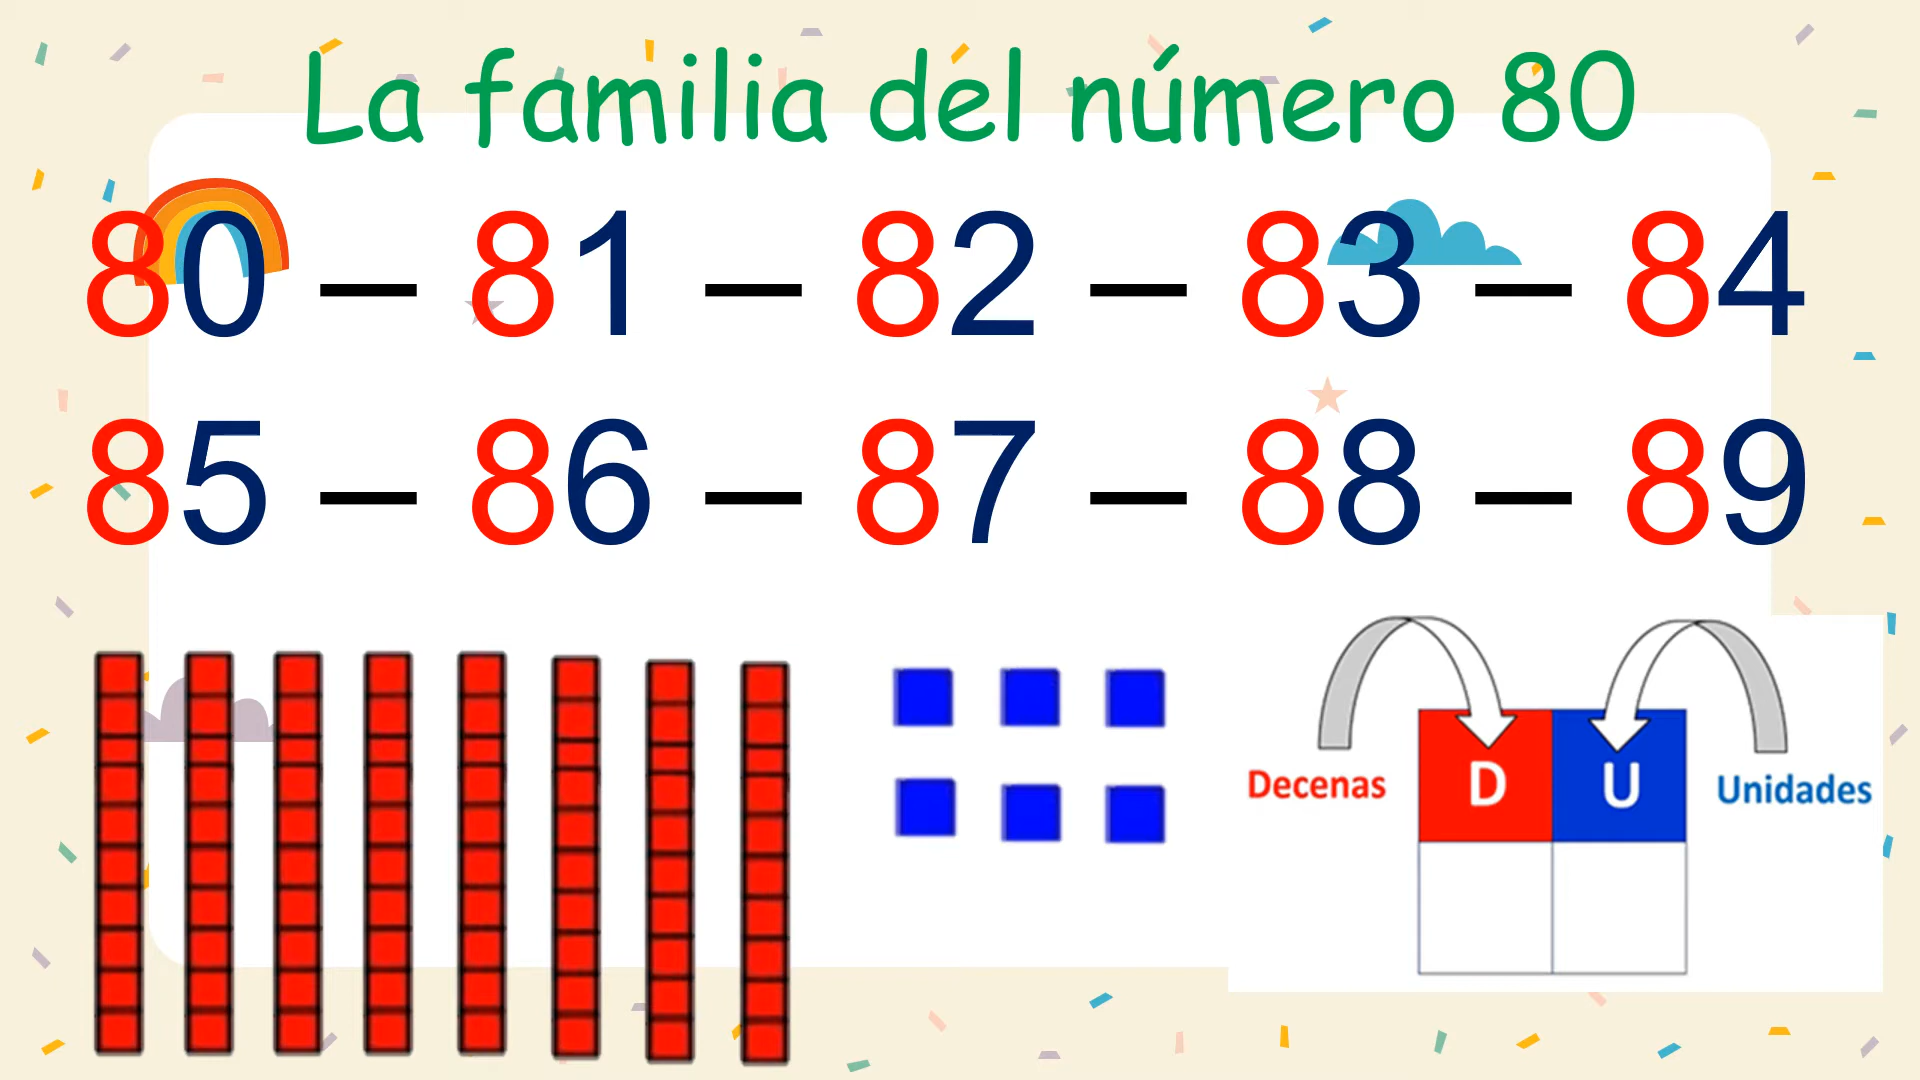 La familia del número 80
80 – 81 – 82 – 83 – 84
85 – 86 – 87 – 88 – 89
Decenas D U Unidades